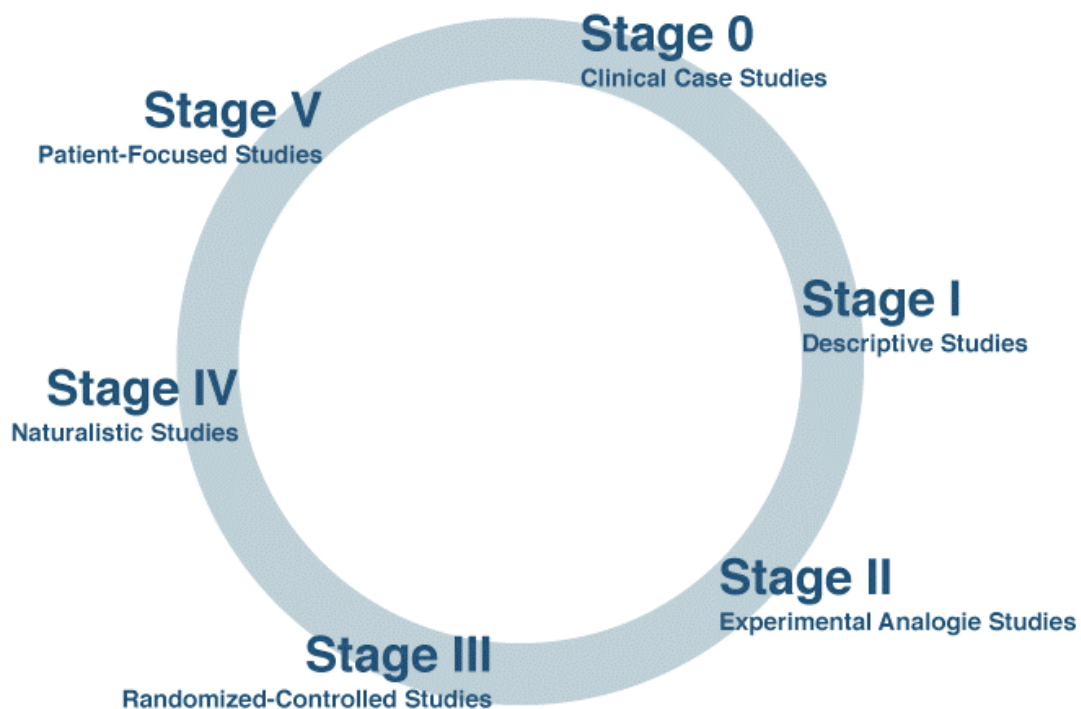 Stage 0
Clinical Case Studies
Stage I
Descriptive Studies
Stage II
Experimental Analogie Studies
Stage III
Randomized-Controlled Studies
Stage IV
Naturalistic Studies
Stage V
Patient-Focused Studies